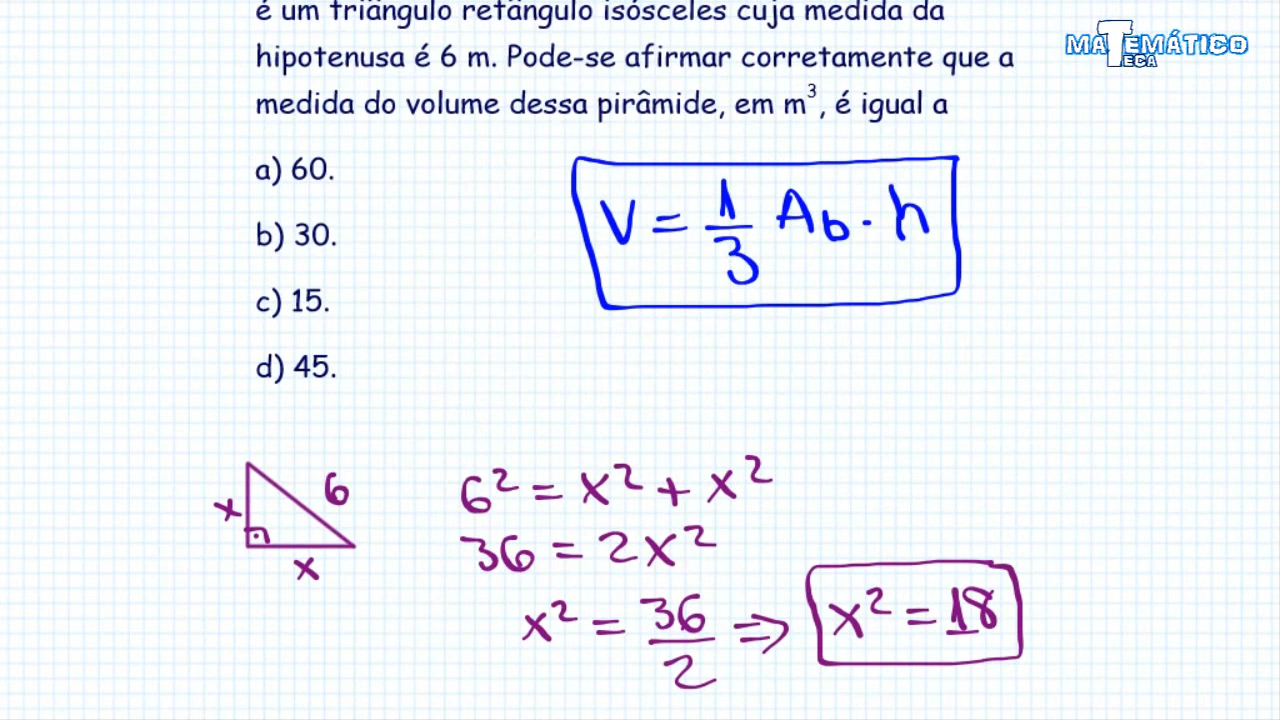 é um triângulo retângulo isósceles cuja medida da
hipotenusa é 6 m. Pode-se afirmar corretamente que a
medida do volume dessa pirâmide, em m³, é igual a
MATEMÁTICO
TECA
a) 60.
b) 30.
c) 15.
d) 45.
V = 1/3 Ab · h
x 6
x
6² = x² + x²
36 = 2x²
x² = 36/2 ⇒ x² = 18